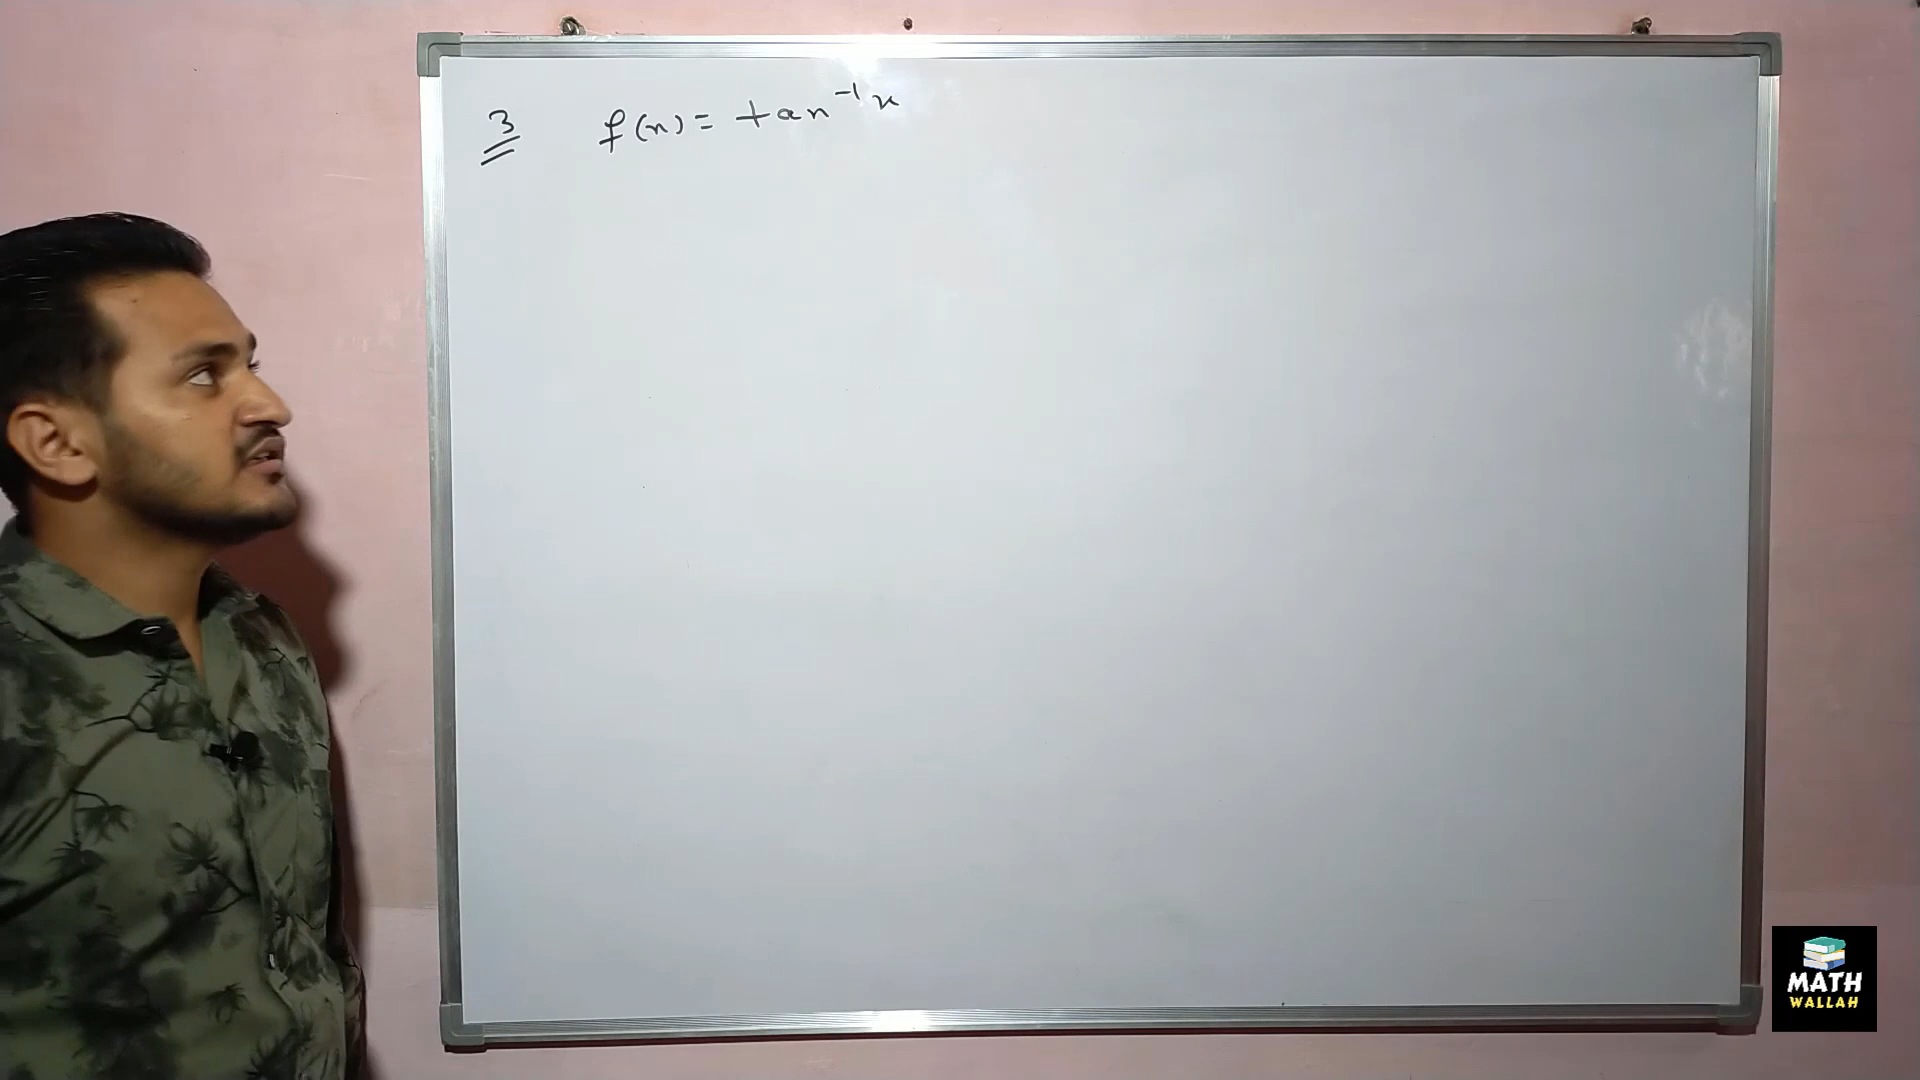 3 f(x) = tan⁻¹x
MATH
WALLAH